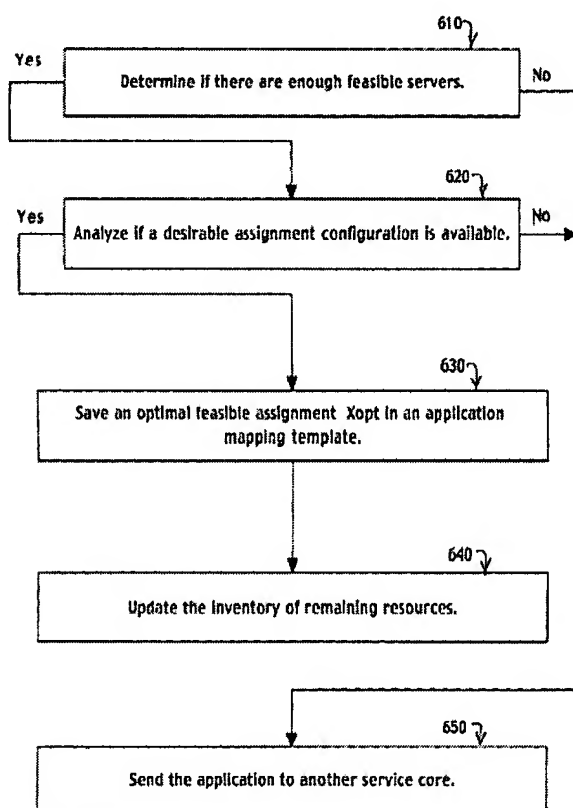 610
Yes
Determine if there are enough feasible servers.
No
620
Yes
Analyze if a desirable assignment configuration is available.
No
630
Save an optimal feasible assignment Xopt in an application
mapping template.
640
Update the inventory of remaining resources.
650
Send the application to another service core.